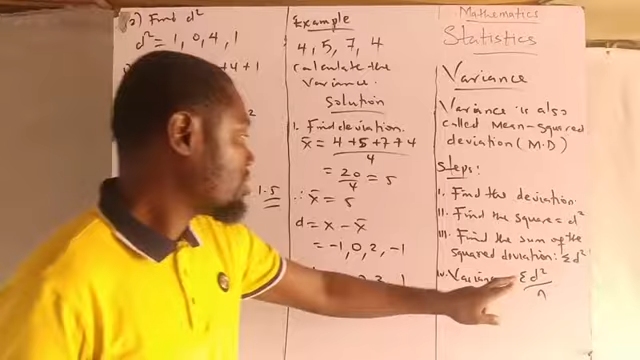 2) Find d²
d² = 1, 0, 4, 1
+ 4 + 1
2
1.5
Example
4, 5, 7, 4
calculate the
Variance.
Solution
1. Find deviation.
x̄ = 4+5+7+4
4
= 20/4 = 5
∴ x̄ = 5
d = x - x̄
= -1, 0, 2, -1
Mathematics
Statistics
Variance
Variance is also
called Mean-Squared
deviation (M.D)
Steps:
i. Find the deviation.
ii. Find the square d²
iii. Find the sum of the
squared diviation: Σd²
iv. Σd²
n